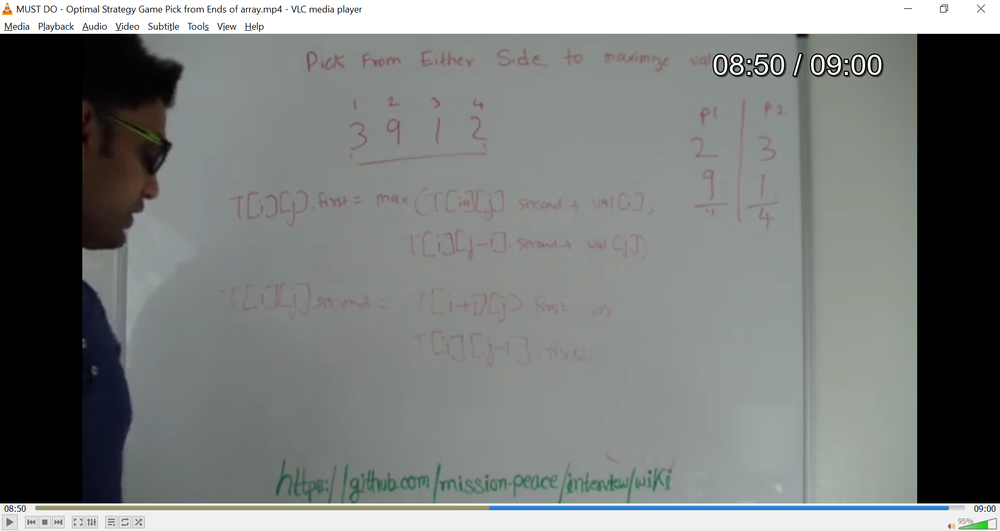 MUST DO - Optimal Strategy Game Pick from Ends of array.mp4 - VLC media player
Media Playback Audio Video Subtitle Tools View Help
Pick From Either Side to maximize val
08:50 / 09:00
1 2 3 4
3 9 1 2
P1 P2
2 3
9 1
11 4
T[i][j].first = max(T[i+1][j] second + val[i],
T[i][j-1].second + val[j])
T[i][j].second = T[i+1][j].first or
T[i][j-1].first.
https://github.com/mission-peace/interview/wiki
08:50 09:00
95%